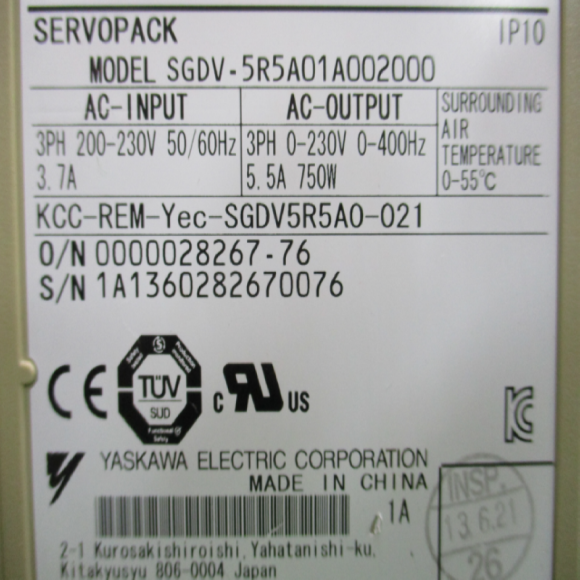 SERVOPACK IP10
MODEL SGDV-5R5A01A002000
AC-INPUT AC-OUTPUT SURROUNDING
AIR
TEMPERATURE
0-55℃
3PH 200-230V 50/60Hz 3PH 0-230V 0-400Hz
3.7A 5.5A 750W
KCC-REM-Yec-SGDV5R5A0-021
O/N 0000028267-76
S/N 1A1360282670076
CE
TÜV
SUD
Functional
Safety
c RU US
KC
YASKAWA ELECTRIC CORPORATION
MADE IN CHINA
1A
INSP.
13.6.21
26
2-1 Kurosakishiroishi, Yahatanishi-ku,
Kitakyusyu 806-0004 Japan